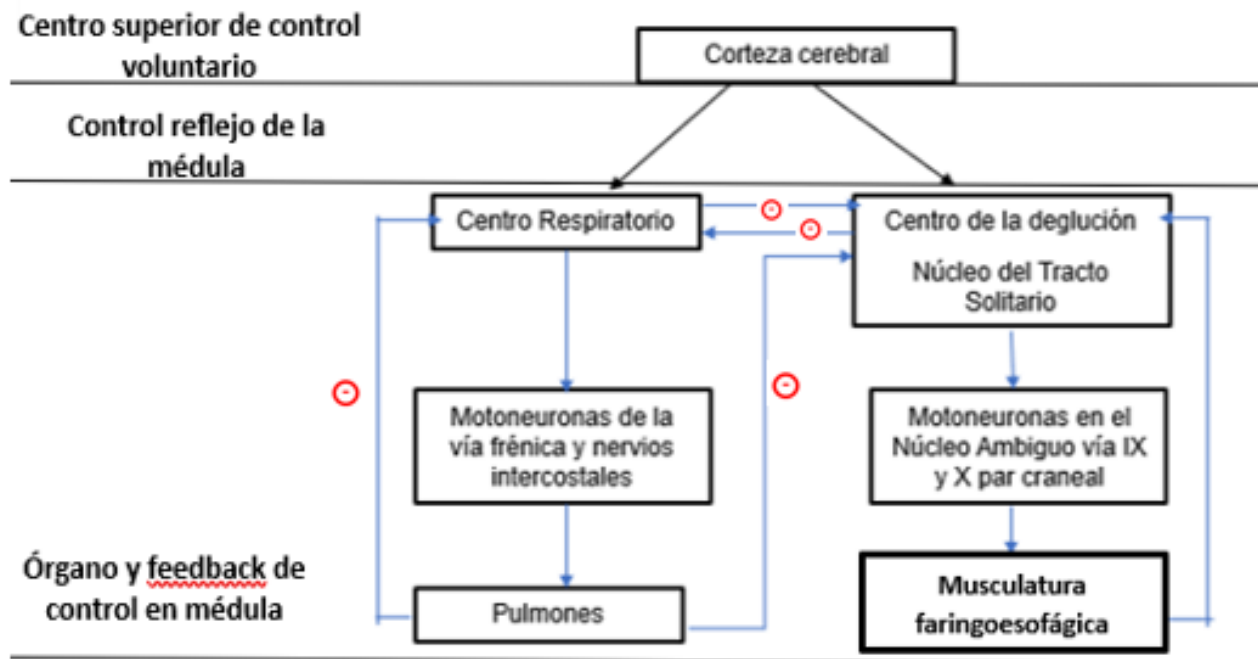 Centro superior de control
voluntario
Corteza cerebral
Control reflejo de la
médula
Centro Respiratorio
-
-
Centro de la deglución
Núcleo del Tracto
Solitario
-
-
Motoneuronas de la
vía frénica y nervios
intercostales
Motoneuronas en el
Núcleo Ambiguo vía IX
y X par craneal
Órgano y feedback de
control en médula
Pulmones
Musculatura
faringoesofágica